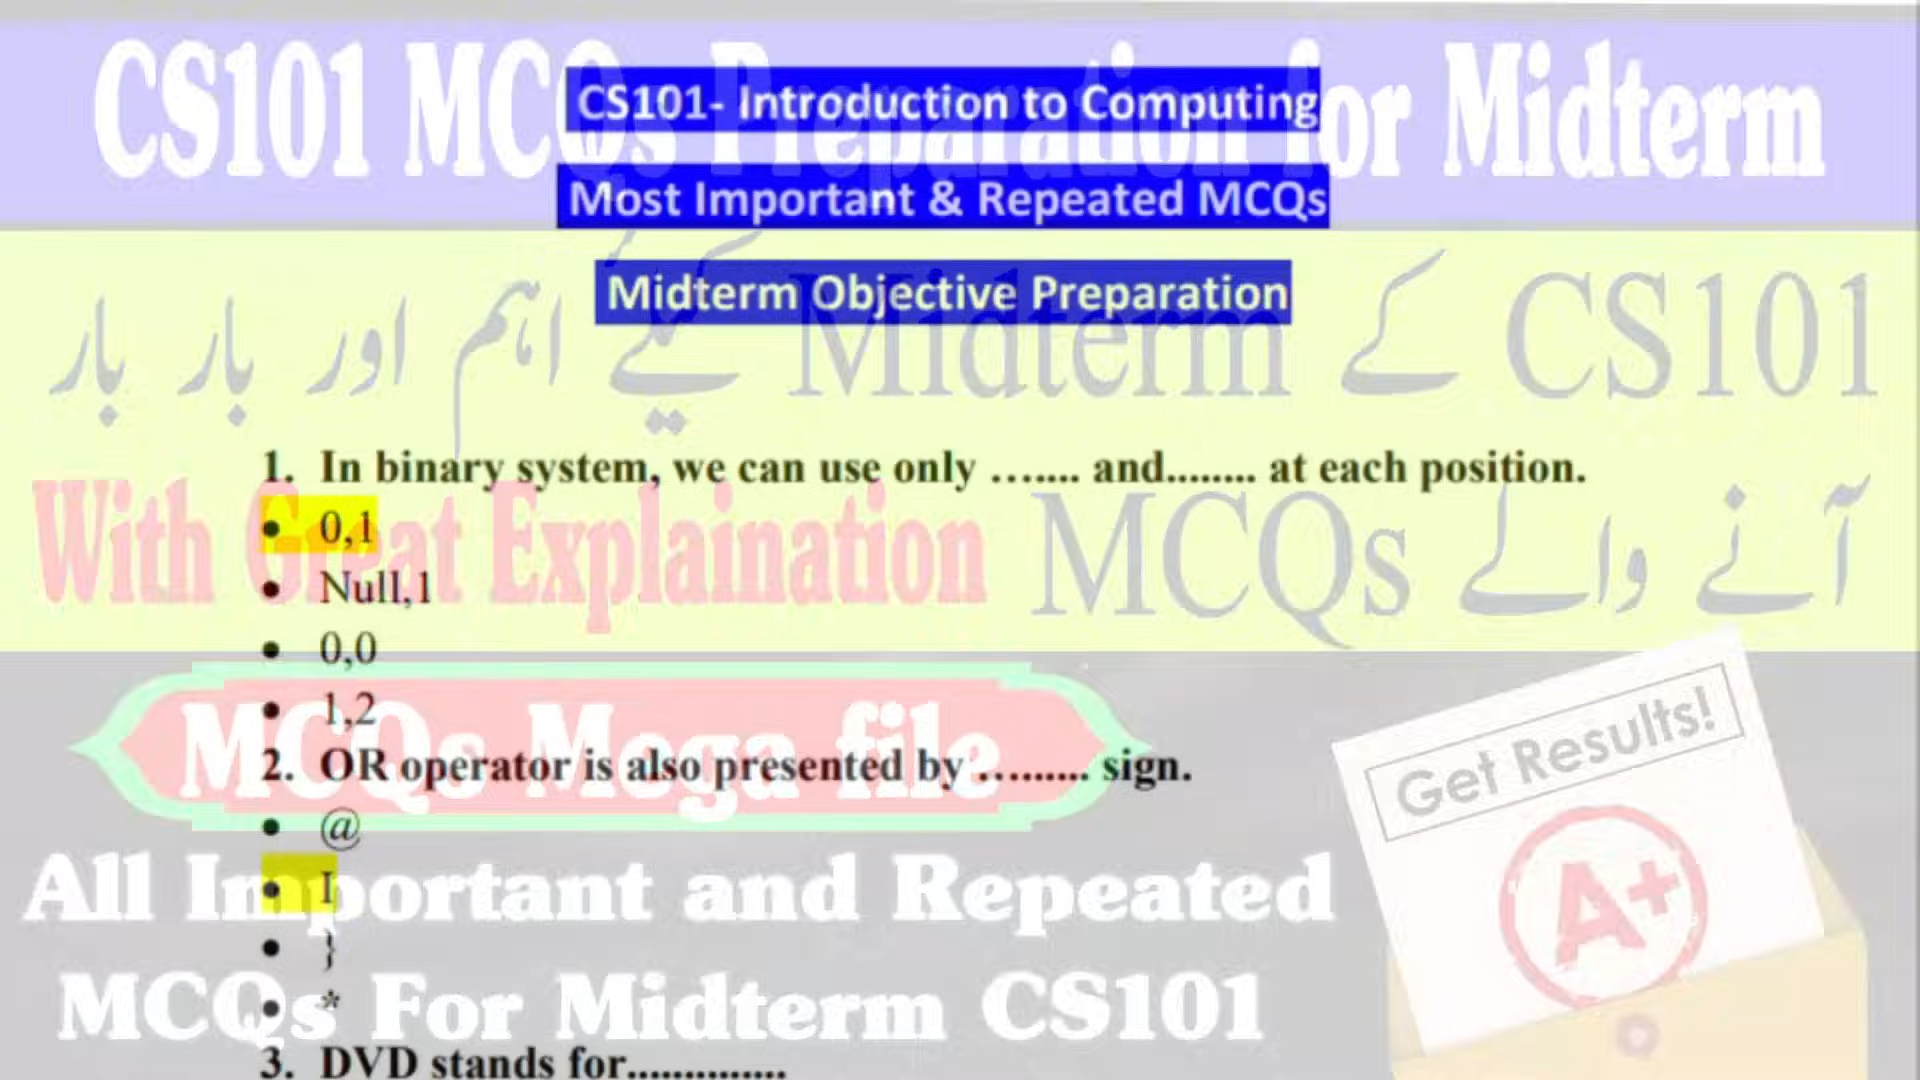 CS101 MCQs Preparation for Midterm
CS101- Introduction to Computing
Most Important & Repeated MCQs
Midterm Objective Preparation
CS101 کے Midterm کیلئے اہم اور بار بار
آنے والے MCQs
With Great Explaination
1. In binary system, we can use only …..... and........ at each position.
• 0,1
• Null,1
• 0,0
• 1,2
MCQs Mega file
2. OR operator is also presented by …...... sign.
• @
• I
• }
• *
3. DVD stands for..............
All Important and Repeated
MCQs For Midterm CS101
Get Results!
A+